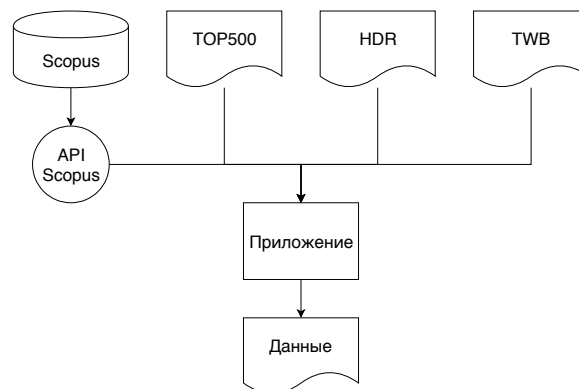 Scopus
TOP500
HDR
TWB
API
Scopus
Приложение
Данные